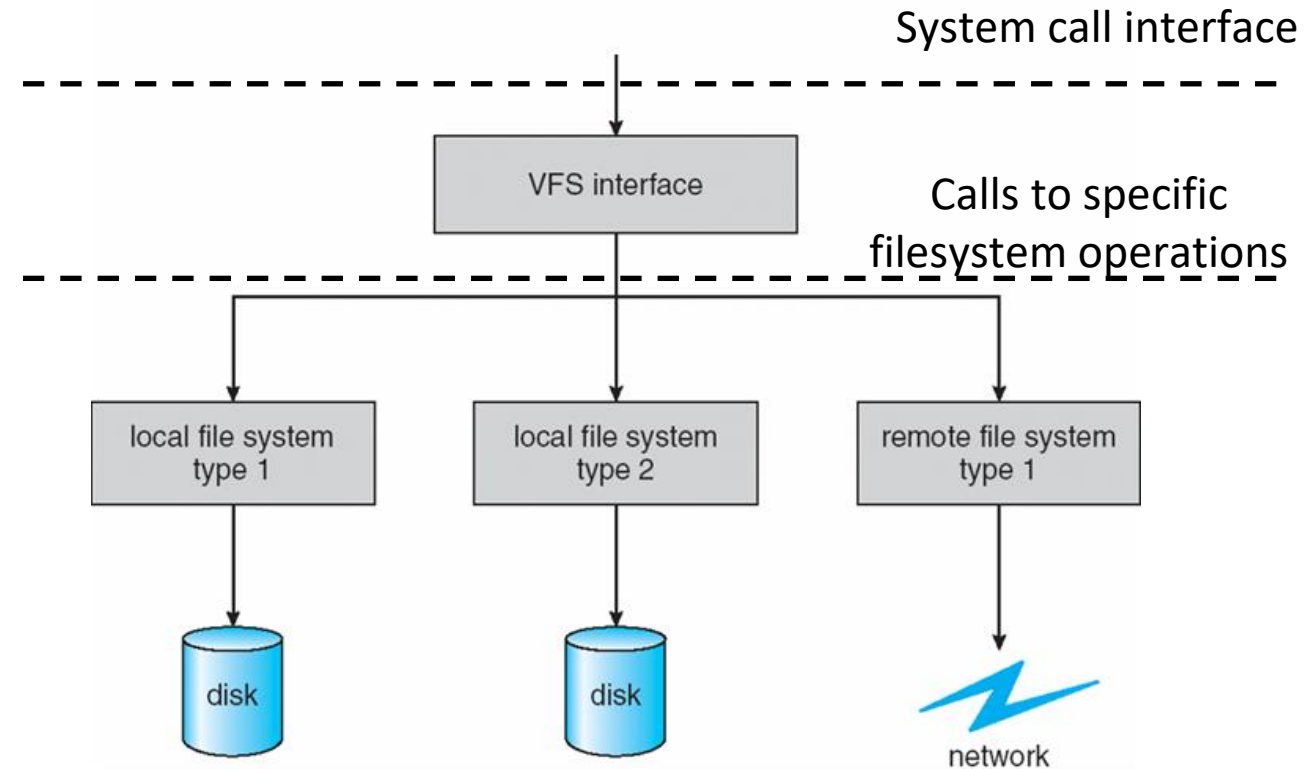 System call interface
VFS interface
Calls to specific
filesystem operations
local file system
type 1
local file system
type 2
remote file system
type 1
disk
disk
network